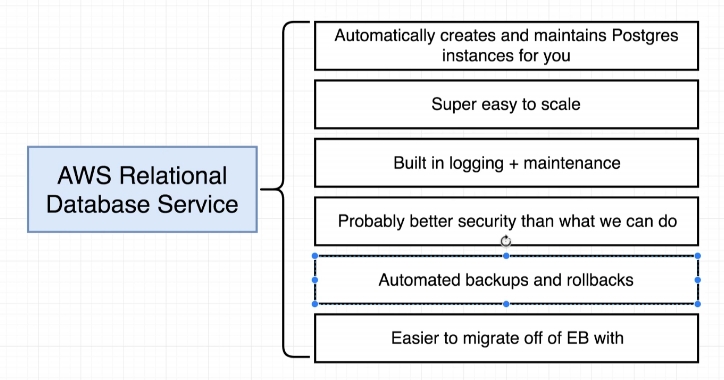 AWS Relational
Database Service
Automatically creates and maintains Postgres
instances for you
Super easy to scale
Built in logging + maintenance
Probably better security than what we can do
Automated backups and rollbacks
Easier to migrate off of EB with